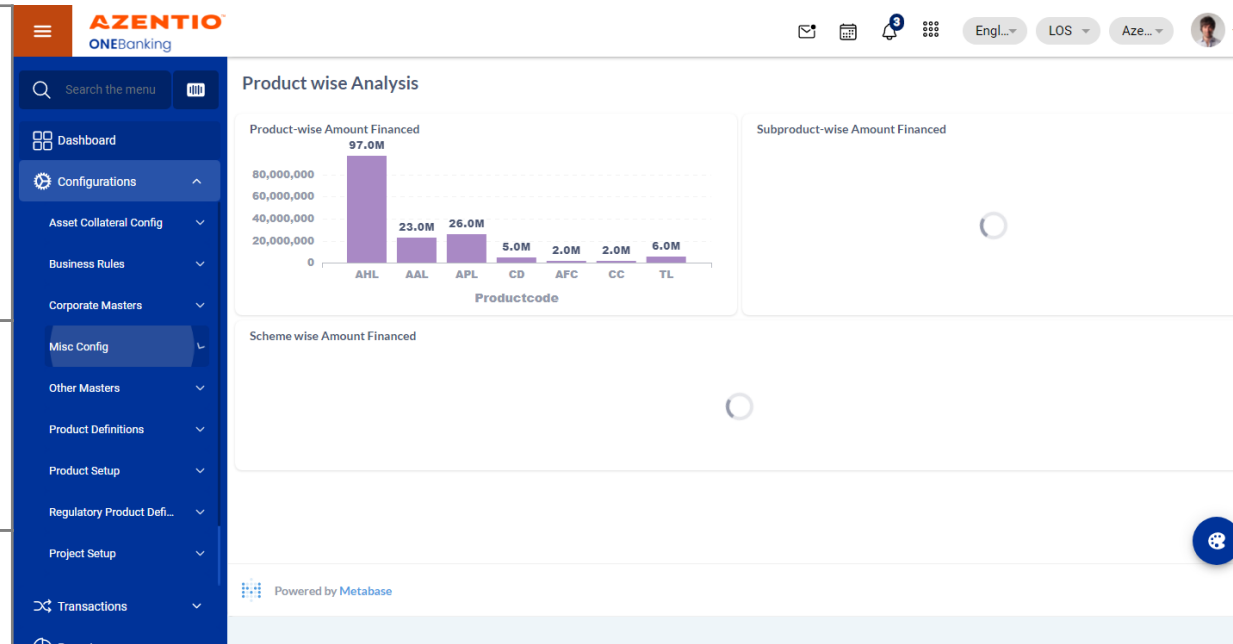 AZENTIO
ONEBanking
3
Engl...
LOS
Aze...
Search the menu
Dashboard
Configurations
Asset Collateral Config
Business Rules
Corporate Masters
Misc Config
Other Masters
Product Definitions
Product Setup
Regulatory Product Defi...
Project Setup
Transactions
Product wise Analysis
Product-wise Amount Financed
97.0M
80,000,000
60,000,000
40,000,000
20,000,000
0
23.0M
26.0M
5.0M
2.0M
2.0M
6.0M
AHL AAL APL CD AFC CC TL
Productcode
Subproduct-wise Amount Financed
Scheme wise Amount Financed
Powered by Metabase